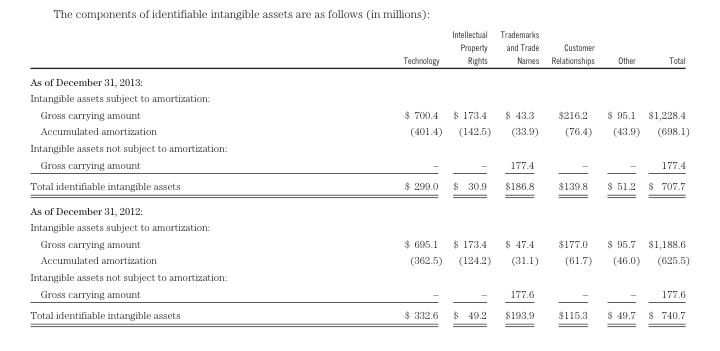 The components of identifiable intangible assets are as follows (in millions):
Intellectual Trademarks
Property and Trade Customer
Technology Rights Names Relationships Other Total
As of December 31, 2013:
Intangible assets subject to amortization:
Gross carrying amount $ 700.4 $ 173.4 $ 43.3 $216.2 $ 95.1 $1,228.4
Accumulated amortization (401.4) (142.5) (33.9) (76.4) (43.9) (698.1)
Intangible assets not subject to amortization:
Gross carrying amount – – 177.4 – – 177.4
Total identifiable intangible assets $ 299.0 $ 30.9 $186.8 $139.8 $ 51.2 $ 707.7
As of December 31, 2012:
Intangible assets subject to amortization:
Gross carrying amount $ 695.1 $ 173.4 $ 47.4 $177.0 $ 95.7 $1,188.6
Accumulated amortization (362.5) (124.2) (31.1) (61.7) (46.0) (625.5)
Intangible assets not subject to amortization:
Gross carrying amount – – 177.6 – – 177.6
Total identifiable intangible assets $ 332.6 $ 49.2 $193.9 $115.3 $ 49.7 $ 740.7